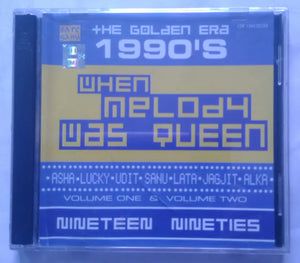 THE GOLDEN ERA
1990'S
WHEN
MELODY
WAS QUEEN
•ASHA•LUCKY•UDIT•SANU•LATA•JAGJIT•ALKA•
VOLUME ONE & VOLUME TWO
NINETEEN NINETIES